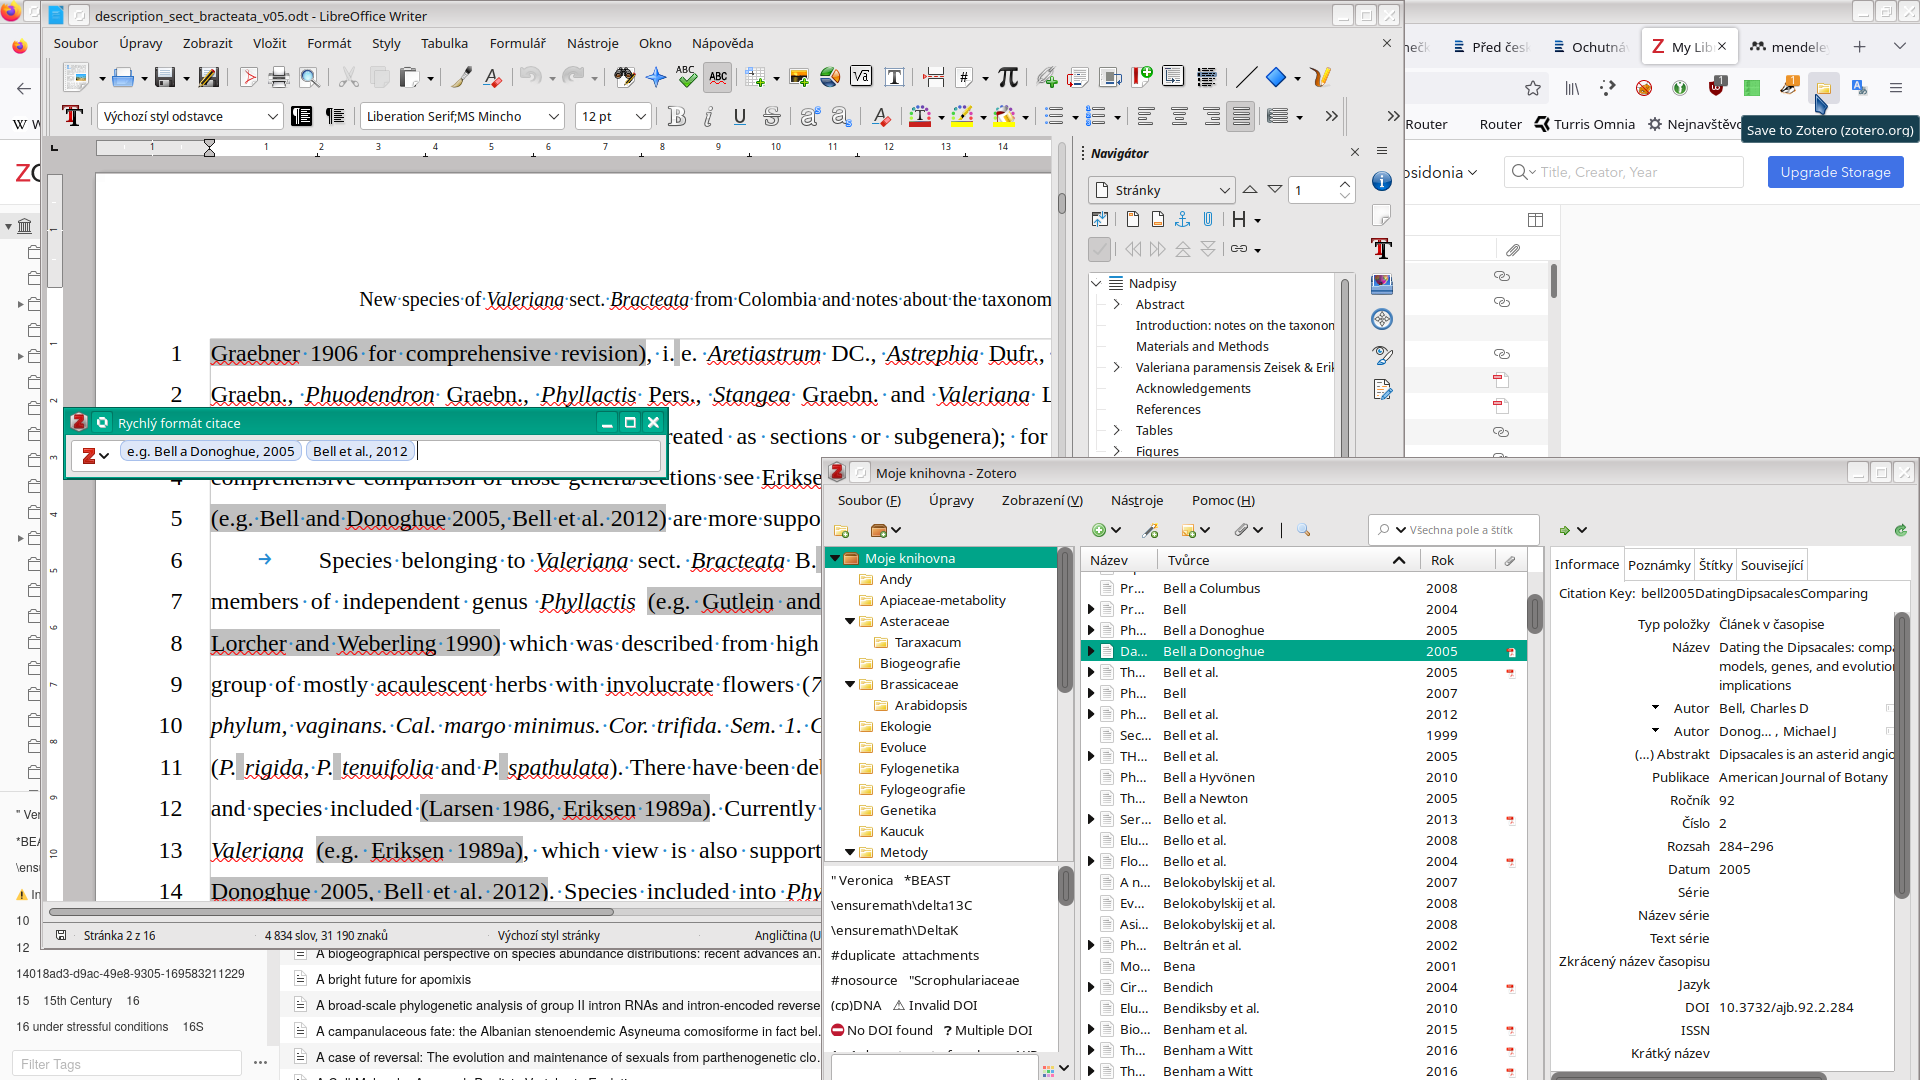 description_sect_bracteata_v05.odt - LibreOffice Writer
Soubor Úpravy Zobrazit Vložit Formát Styly Tabulka Formulář Nástroje Okno Nápověda
Před česk
Ochutná
My Lib
mendele
Výchozí styl odstavce
Liberation Serif;MS Mincho
12 pt
Router
Router
Turris Omnia
Nejnavštěvo
Save to Zotero (zotero.org)
Title, Creator, Year
Upgrade Storage
Navigátor
Stránky
1
Nadpisy
Abstract
Introduction: notes on the taxonon
Materials and Methods
Valeriana paramensis Zeisek & Erik
Acknowledgements
References
Tables
Figures
New species of Valeriana sect. Bracteata from Colombia and notes about the taxonom
1 Graebner 1906 for comprehensive revision), i. e. Aretiastrum DC., Astrephia Dufr.,
2 Graebn., Phuodendron Graebn., Phyllactis Pers., Stangea Graebn. and Valeriana L
Rychlý formát citace
e.g. Bell a Donoghue, 2005 Bell et al., 2012
reated as sections or subgenera); for
4 comprehensive comparison of those genera/sections see Erikse
5 (e.g. Bell and Donoghue 2005, Bell et al. 2012) are more suppo
6 Species belonging to Valeriana sect. Bracteata B.
7 members of independent genus Phyllactis (e.g. Gutlein and
8 Lorcher and Weberling 1990) which was described from high
9 group of mostly acaulescent herbs with involucrate flowers (7
10 phylum, vaginans. Cal. margo minimus. Cor. trifida. Sem. 1. C
11 (P. rigida, P. tenuifolia and P. spathulata). There have been del
12 and species included (Larsen 1986, Eriksen 1989a). Currently
13 Valeriana (e.g. Eriksen 1989a), which view is also support
14 Donoghue 2005, Bell et al. 2012). Species included into Phy
Stránka 2 z 16
4 834 slov, 31 190 znaků
Výchozí styl stránky
Angličtina (U
Moje knihovna - Zotero
Soubor (F) Úpravy Zobrazení (V) Nástroje Pomoc (H)
Všechna pole a štítk
Moje knihovna
Andy
Apiaceae-metabolity
Asteraceae
Taraxacum
Biogeografie
Brassicaceae
Arabidopsis
Ekologie
Evoluce
Fylogenetika
Fylogeografie
Genetika
Kaucuk
Metody
" Veronica *BEAST
\ensuremath\delta13C
\ensuremath\DeltaK
#duplicate attachments
#nosource "Scrophulariaceae
(cp)DNA ⚠ Invalid DOI
No DOI found ? Multiple DOI
Název Tvůrce Rok
Pr... Bell a Columbus 2008
Pr... Bell 2004
Ph... Bell a Donoghue 2005
Da... Bell a Donoghue 2005
Th... Bell et al. 2005
Ph... Bell 2007
Ph... Bell et al. 2012
Sec... Bell et al. 1999
TH... Bell et al. 2005
Ph... Bell a Hyvönen 2010
Th... Bell a Newton 2005
Ser... Bello et al. 2013
Elu... Bello et al. 2008
Flo... Bello et al. 2004
A n... Belokobylskij et al. 2007
Ev... Belokobylskij et al. 2008
Asi... Belokobylskij et al. 2008
Ph... Beltrán et al. 2002
Mo... Bena 2001
Cir... Bendich 2004
Elu... Bendiksby et al. 2010
Bio... Benham et al. 2015
Th... Benham a Witt 2016
Th... Benham a Witt 2016
Informace Poznámky Štítky Související
Citation Key: bell2005DatingDipsacalesComparing
Typ položky Článek v časopise
Název Dating the Dipsacales: compa
models, genes, and evolution
implications
Autor Bell, Charles D
Autor Donog... , Michael J
(...) Abstrakt Dipsacales is an asterid angio
Publikace American Journal of Botany
Ročník 92
Číslo 2
Rozsah 284–296
Datum 2005
Série
Název série
Text série
Zkrácený název časopisu
Jazyk
DOI 10.3732/ajb.92.2.284
ISSN
Krátký název
" Ver
*BEA
\ensu
10
12
14018ad3-d9ac-49e8-9305-169583211229
15 15th Century 16
16 under stressful conditions 16S
Filter Tags
A biogeographical perspective on species abundance distributions: recent advances an...
A bright future for apomixis
A broad-scale phylogenetic analysis of group II intron RNAs and intron-encoded reverse
A campanulaceous fate: the Albanian stenoendemic Asyneuma comosiforme in fact bel...
A case of reversal: The evolution and maintenance of sexuals from parthenogenetic clo...